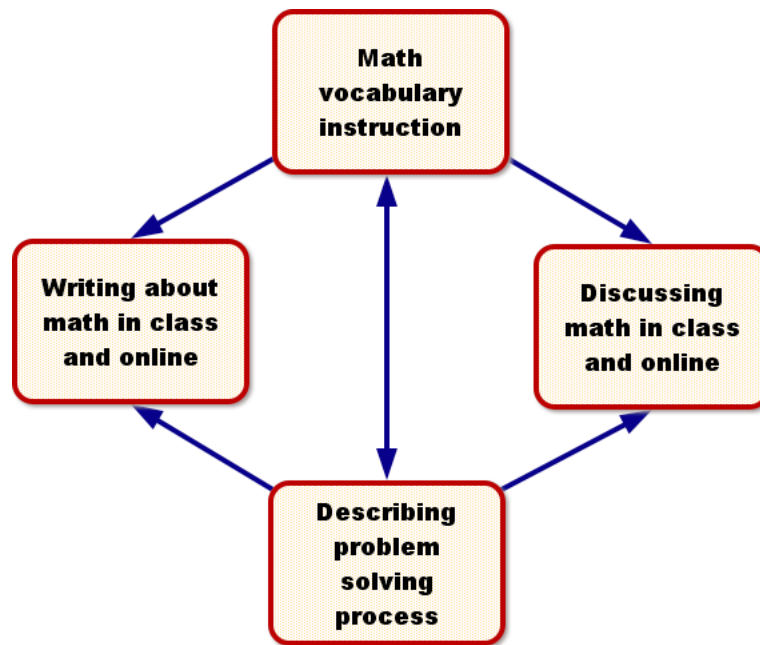 Math
vocabulary
instruction
Writing about
math in class
and online
Discussing
math in class
and online
Describing
problem
solving
process